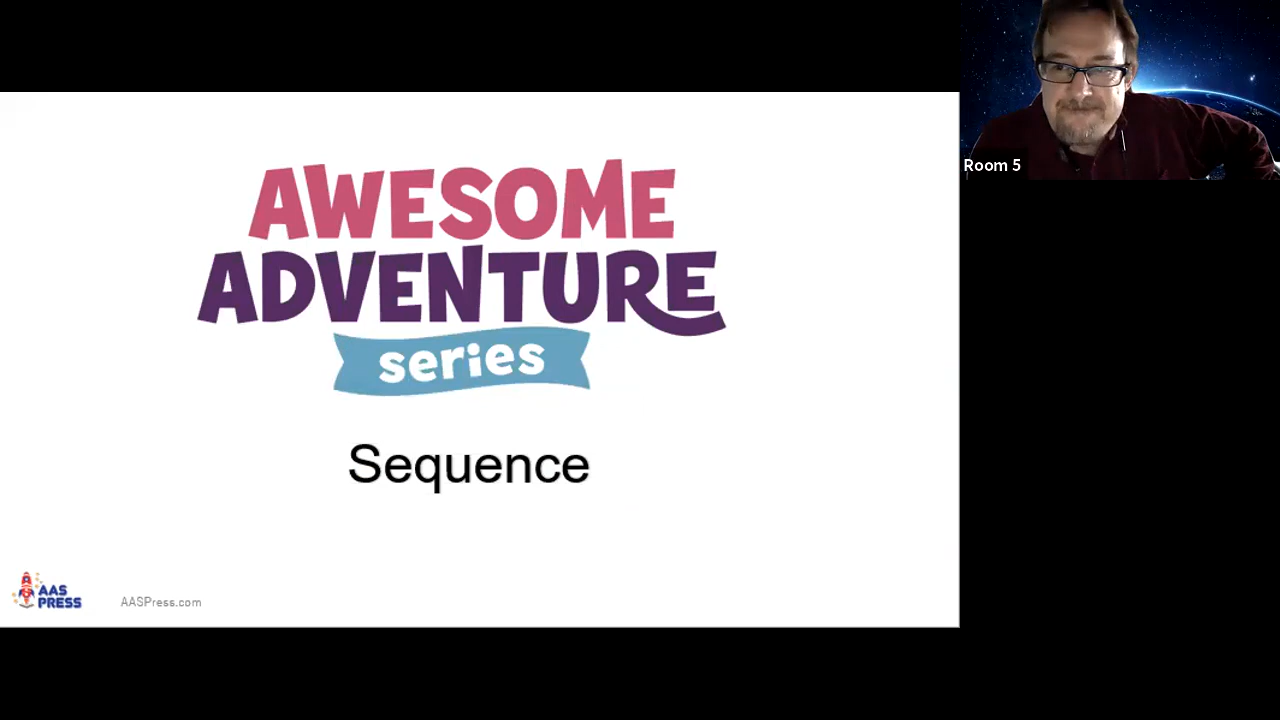 AWESOME
ADVENTURE
series
Sequence
AAS
PRESS
AASPress.com
Room 5